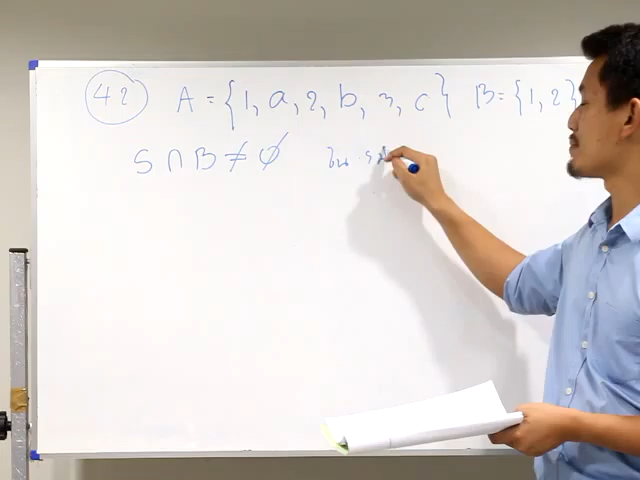 42 A = {1, a, 2, b, 3, c} B = {1, 2}
S ∩ B ≠ ∅